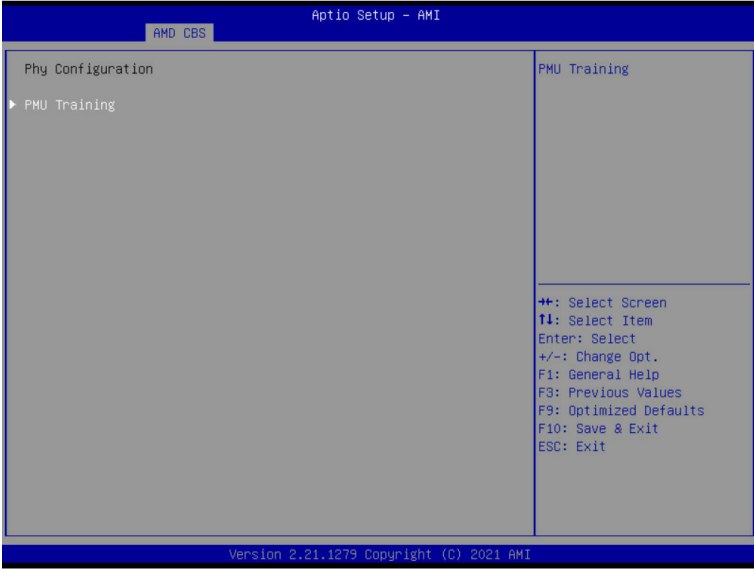 Aptio Setup – AMI
AMD CBS
Phy Configuration
▶ PMU Training
PMU Training
→←: Select Screen
↑↓: Select Item
Enter: Select
+/-: Change Opt.
F1: General Help
F3: Previous Values
F9: Optimized Defaults
F10: Save & Exit
ESC: Exit
Version 2.21.1279 Copyright (C) 2021 AMI